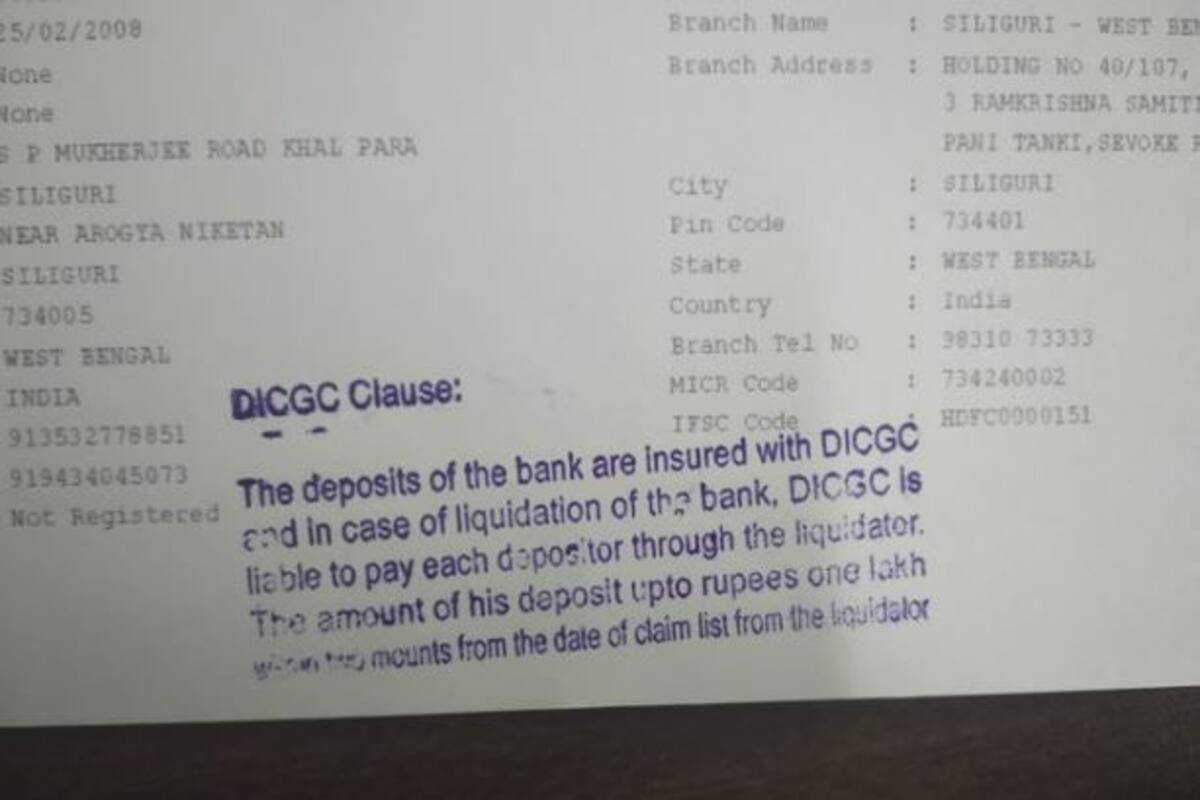 25/02/2008
None
None
S P MUKHERJEE ROAD KHAL PARA
SILIGURI
NEAR AROGYA NIKETAN
SILIGURI
734005
WEST BENGAL
INDIA
913532778851
919434045073
Not Registered
Branch Name : SILIGURI - WEST BEN
Branch Address : HOLDING NO 40/107,
3 RAMKRISHNA SAMITI
PANI TANKI,SEVOKE R
City : SILIGURI
Pin Code : 734401
State : WEST BENGAL
Country : India
Branch Tel No : 98310 73333
MICR Code : 734240002
IFSC Code : HDFC0000151
DICGC Clause:
The deposits of the bank are insured with DICGC
and in case of liquidation of the bank, DICGC is
liable to pay each depositor through the liquidator.
The amount of his deposit upto rupees one lakh
mounts from the date of claim list from the liquidator